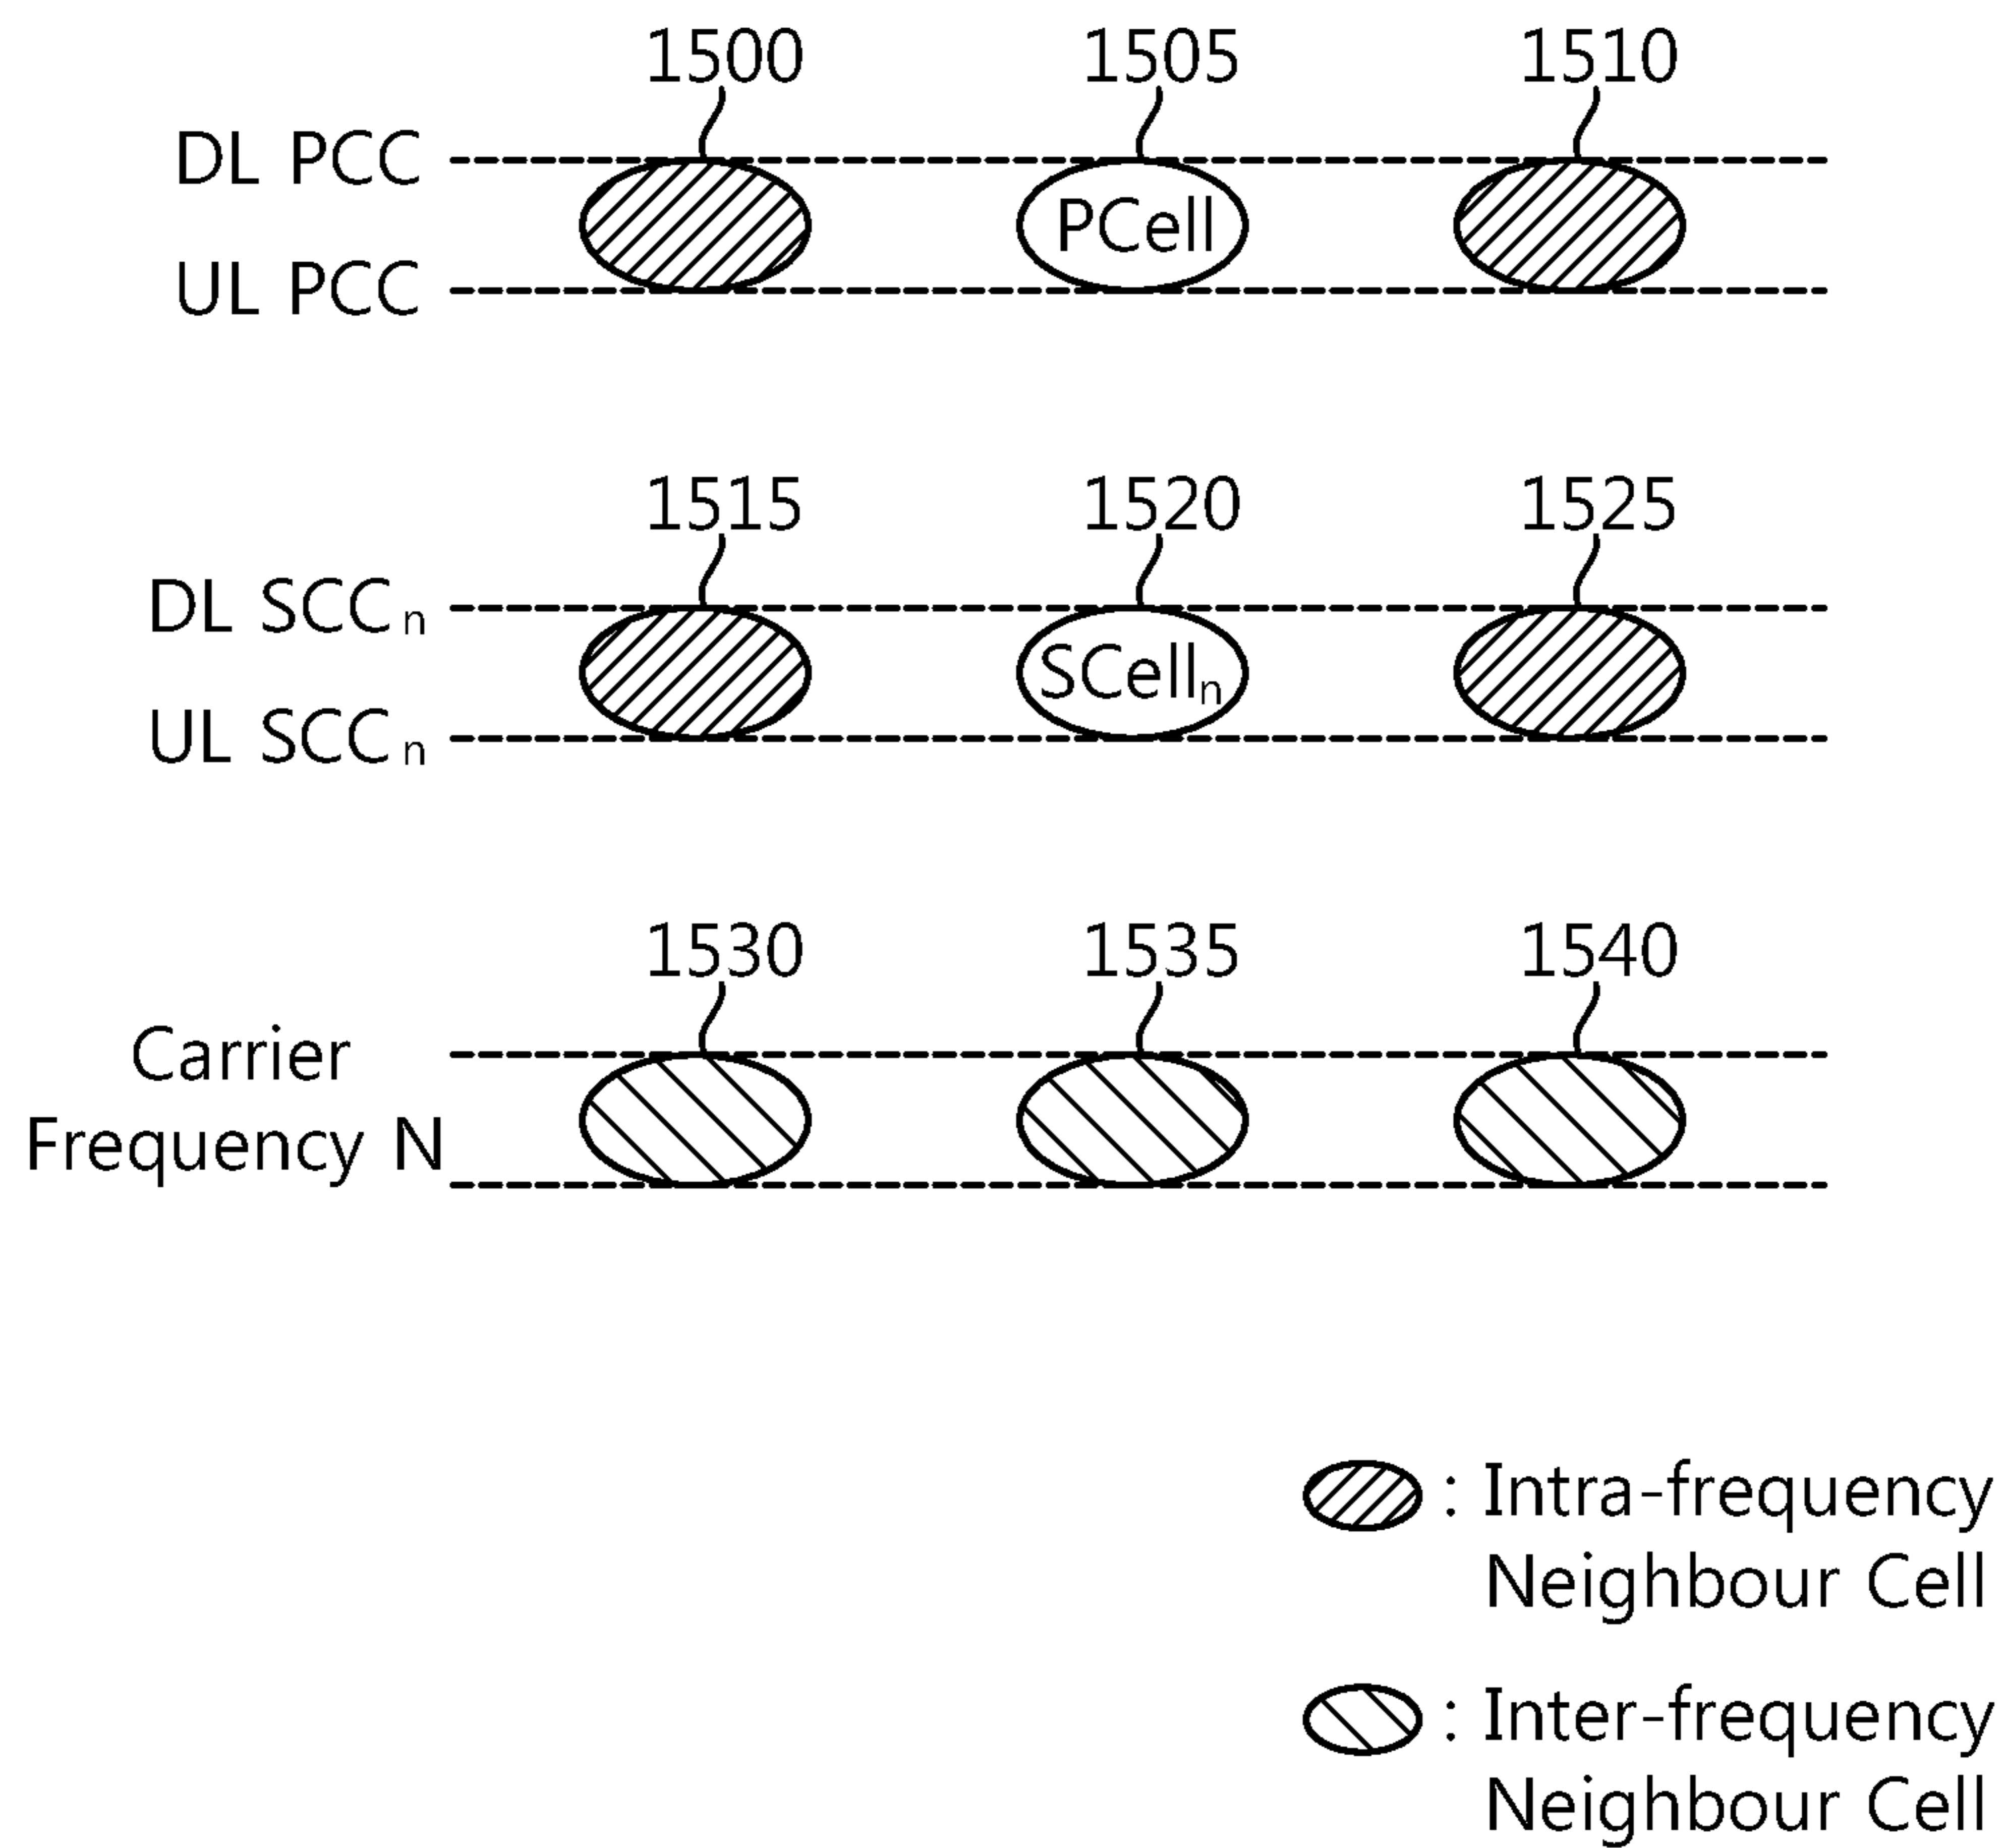 1500 1505 1510
DL PCC
PCell
UL PCC
1515 1520 1525
DL SCCn
SCelln
UL SCCn
1530 1535 1540
Carrier
Frequency N
: Intra-frequency
Neighbour Cell
: Inter-frequency
Neighbour Cell